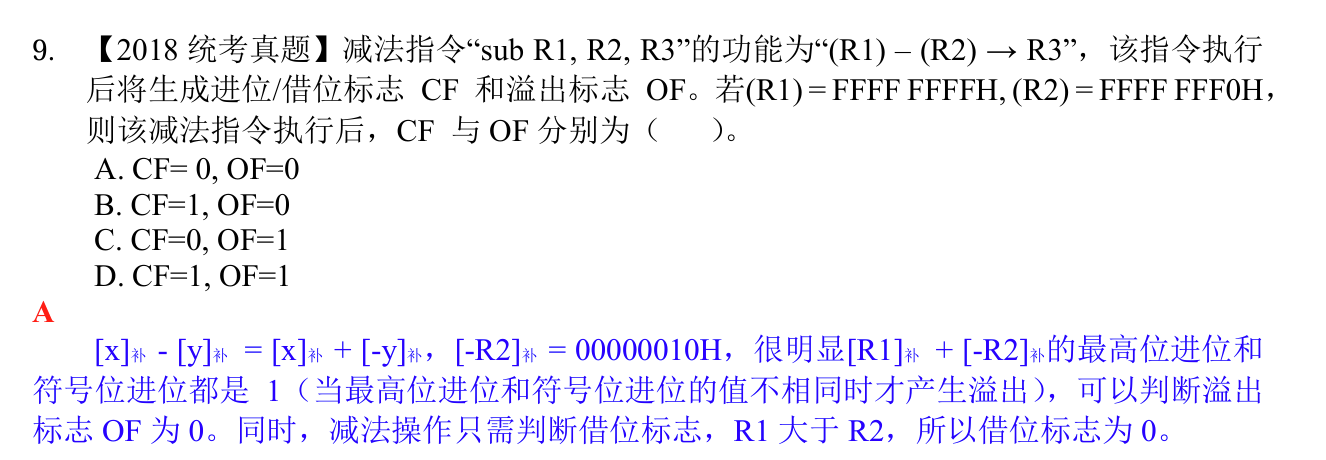 9. 【2018 统考真题】减法指令“sub R1, R2, R3”的功能为“(R1) – (R2) → R3”，该指令执行
后将生成进位/借位标志 CF 和溢出标志 OF。若(R1) = FFFF FFFFH, (R2) = FFFF FFF0H，
则该减法指令执行后，CF 与 OF 分别为（ ）。
A. CF= 0, OF=0
B. CF=1, OF=0
C. CF=0, OF=1
D. CF=1, OF=1
A
[x]补 - [y]补 = [x]补 + [-y]补，[-R2]补 = 00000010H，很明显[R1]补 + [-R2]补的最高位进位和
符号位进位都是 1（当最高位进位和符号位进位的值不相同时才产生溢出），可以判断溢出
标志 OF 为 0。同时，减法操作只需判断借位标志，R1 大于 R2，所以借位标志为 0。